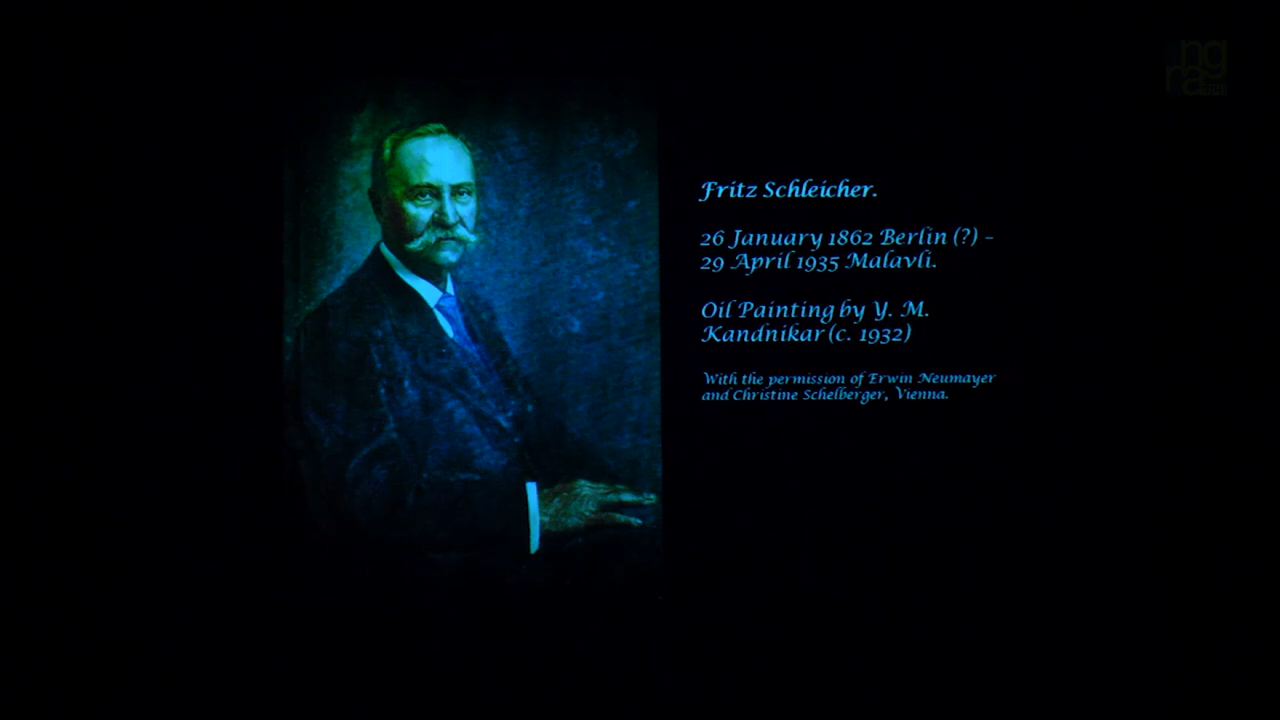 Fritz Schleicher.
26 January 1862 Berlin (?) –
29 April 1935 Malavli.
Oil Painting by Y. M.
Kandnikar (c. 1932)
With the permission of Erwin Neumayer
and Christine Schelberger, Vienna.